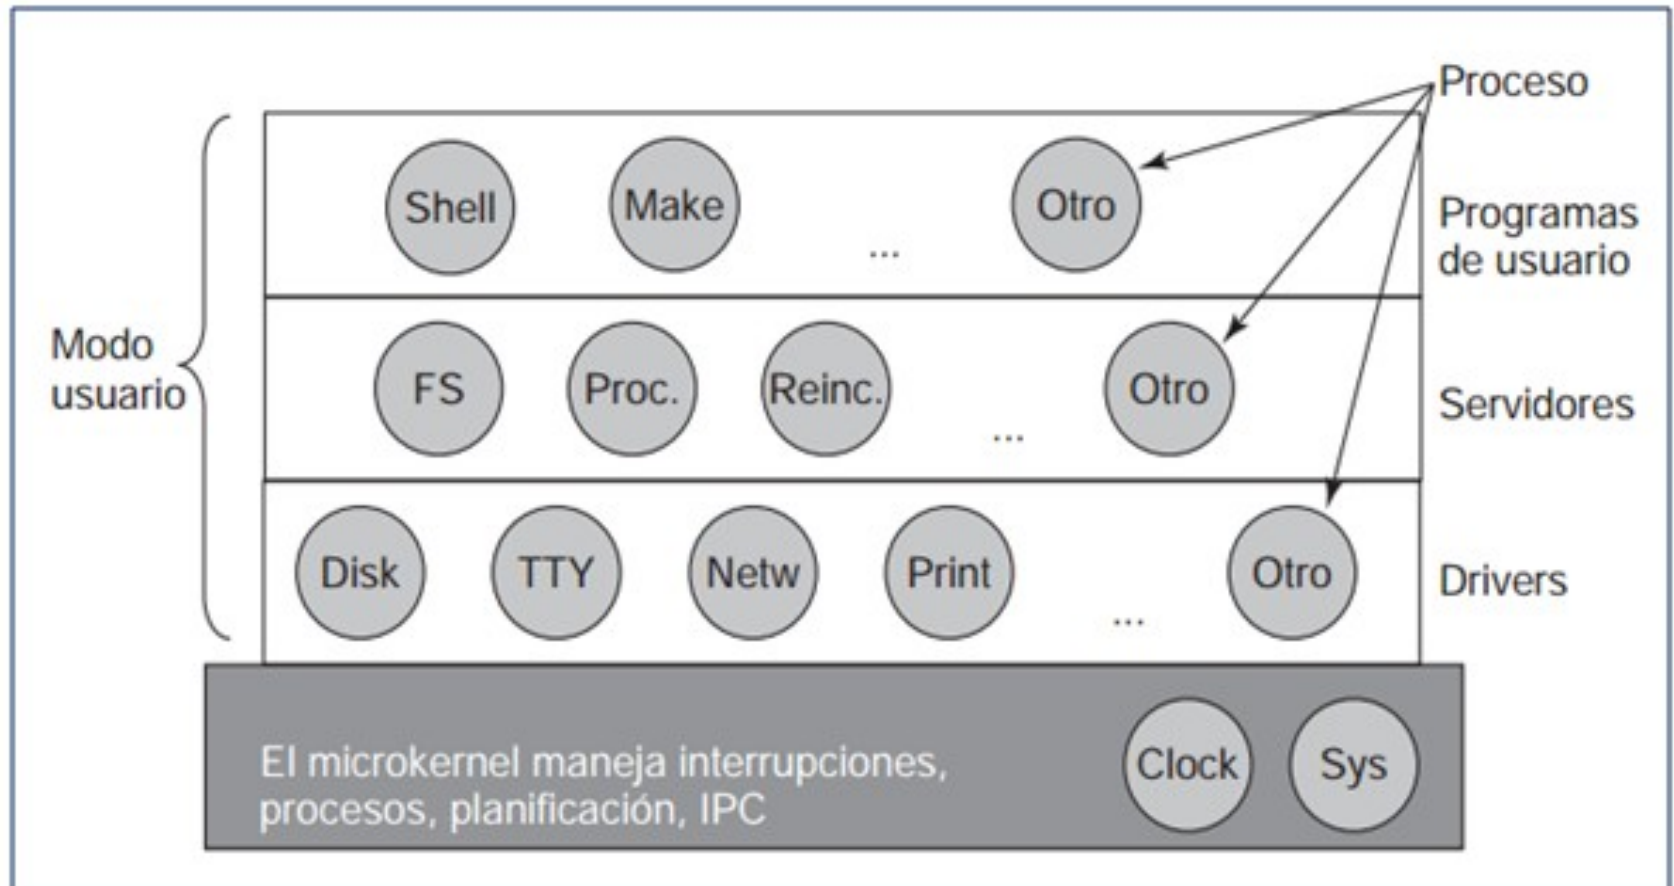 Proceso
Shell
Make
...
Otro
Programas
de usuario
Modo
usuario
FS
Proc.
Reinc.
...
Otro
Servidores
Disk
TTY
Netw
Print
...
Otro
Drivers
El microkernel maneja interrupciones,
procesos, planificación, IPC
Clock
Sys